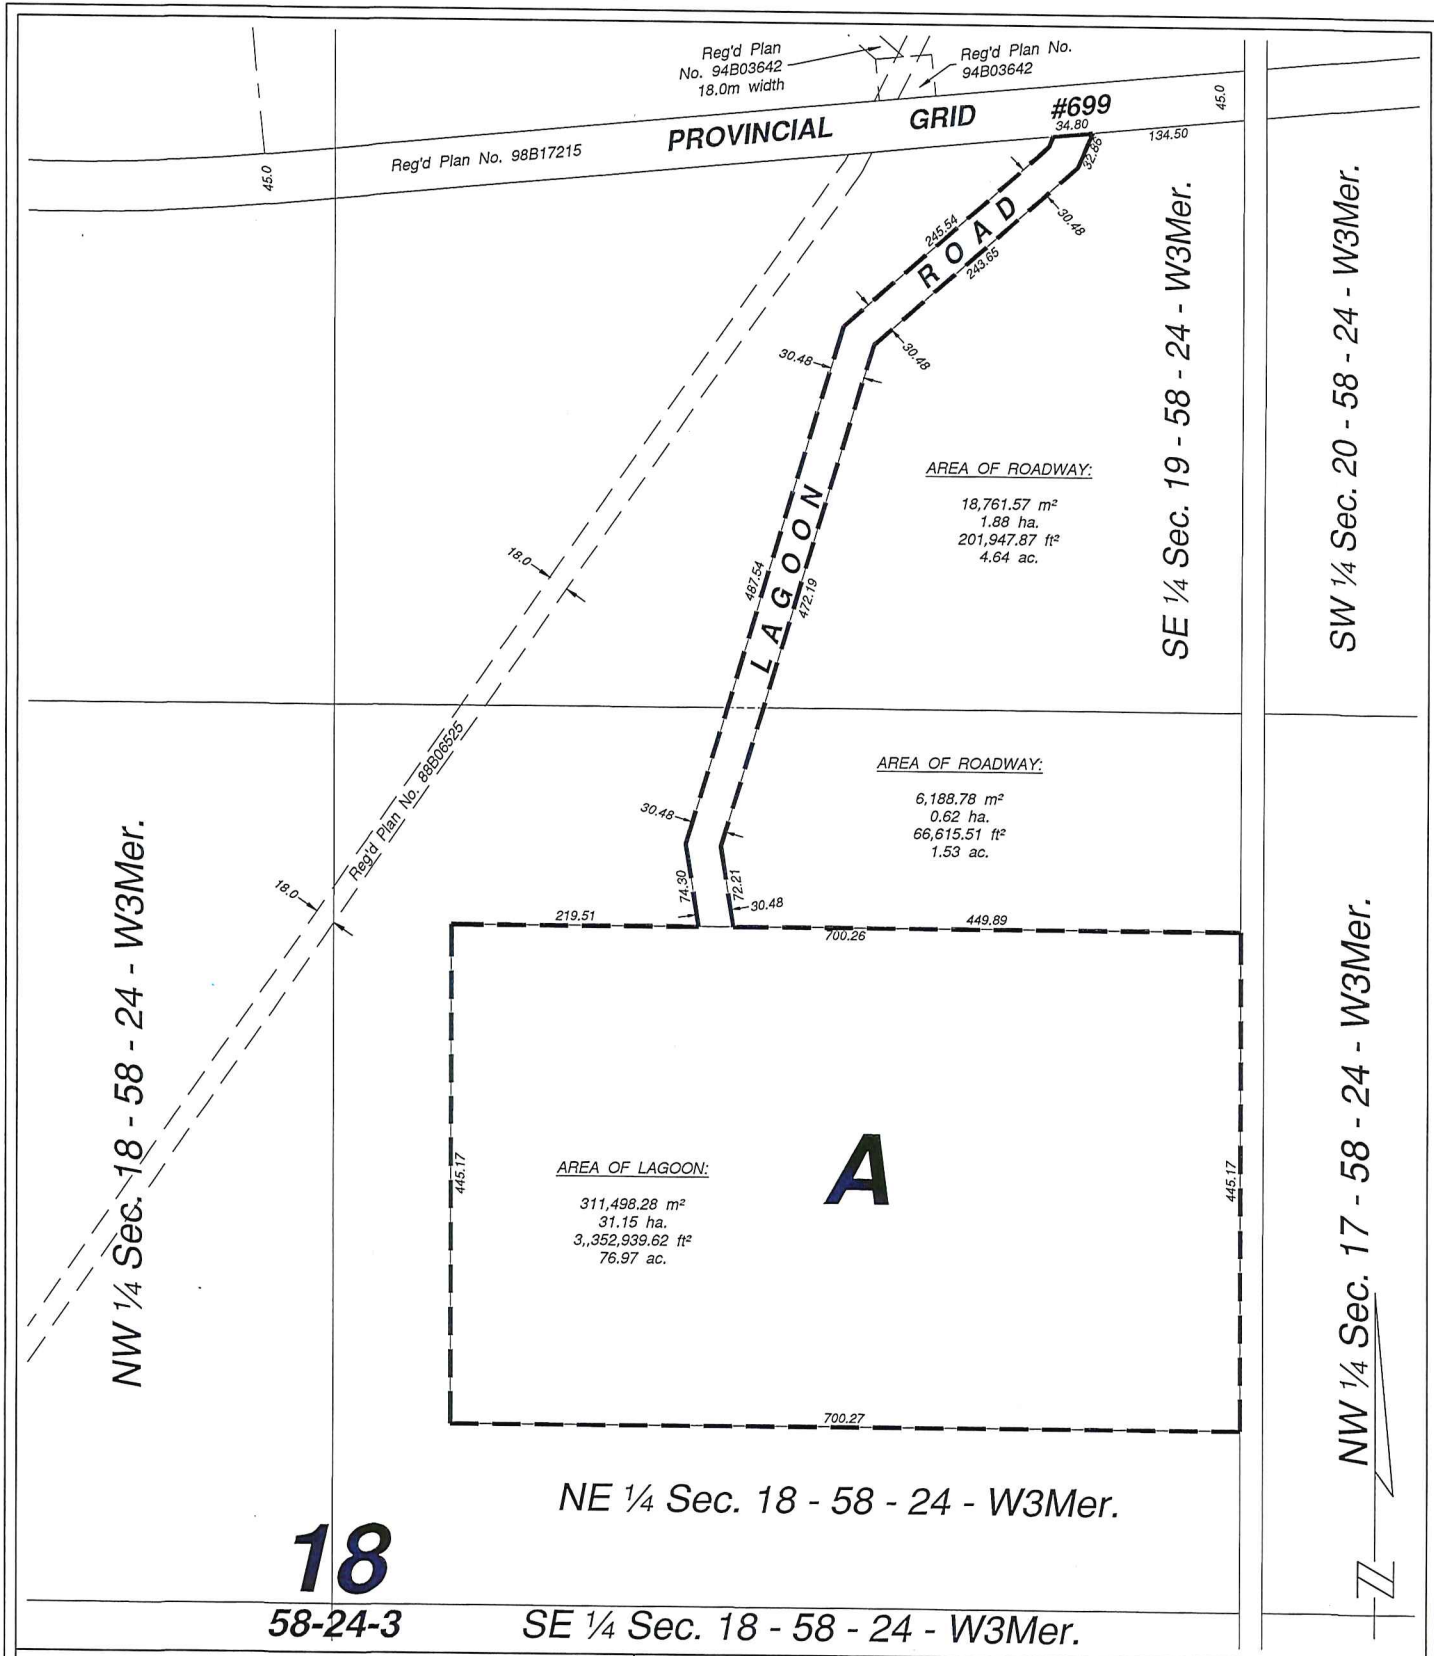 Reg'd Plan
No. 94B03642
18.0m width
Reg'd Plan No.
94B03642
PROVINCIAL GRID #699
Reg'd Plan No. 98B17215
45.0
45.0
34.80
134.50
32.86
30.48
245.54
ROAD
243.65
30.48
30.48
SE ¼ Sec. 19 - 58 - 24 - W3Mer.
SW ¼ Sec. 20 - 58 - 24 - W3Mer.
AREA OF ROADWAY:
18,761.57 m²
1.88 ha.
201,947.87 ft²
4.64 ac.
18.0
487.54
LAGOON
472.19
Reg'd Plan No. 88B06525
AREA OF ROADWAY:
6,188.78 m²
0.62 ha.
66,615.51 ft²
1.53 ac.
30.48
18.0
74.30
72.21
30.48
219.51
700.26
449.89
NW ¼ Sec. 18 - 58 - 24 - W3Mer.
445.17
AREA OF LAGOON:
311,498.28 m²
31.15 ha.
3,,352,939.62 ft²
76.97 ac.
A
445.17
NW ¼ Sec. 17 - 58 - 24 - W3Mer.
700.27
NE ¼ Sec. 18 - 58 - 24 - W3Mer.
18
58-24-3
SE ¼ Sec. 18 - 58 - 24 - W3Mer.
N